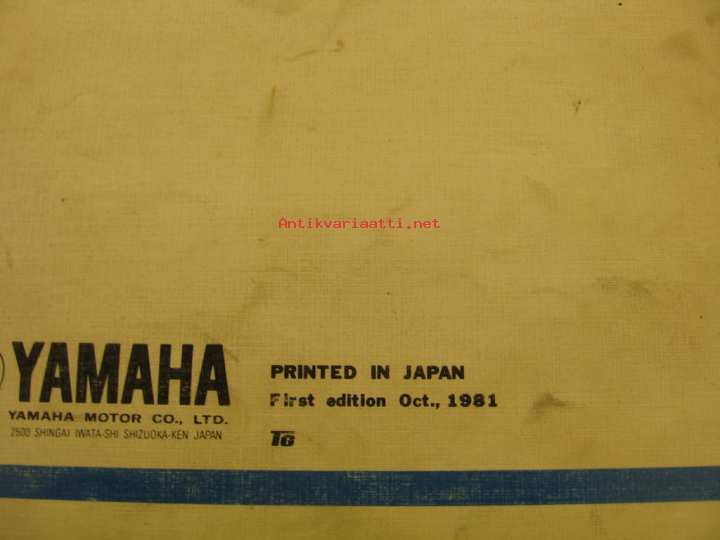 Antikvariaatti.net
YAMAHA
YAMAHA MOTOR CO., LTD.
2500 SHINGAI IWATA-SHI SHIZUOKA-KEN JAPAN
PRINTED IN JAPAN
First edition Oct., 1981
TG